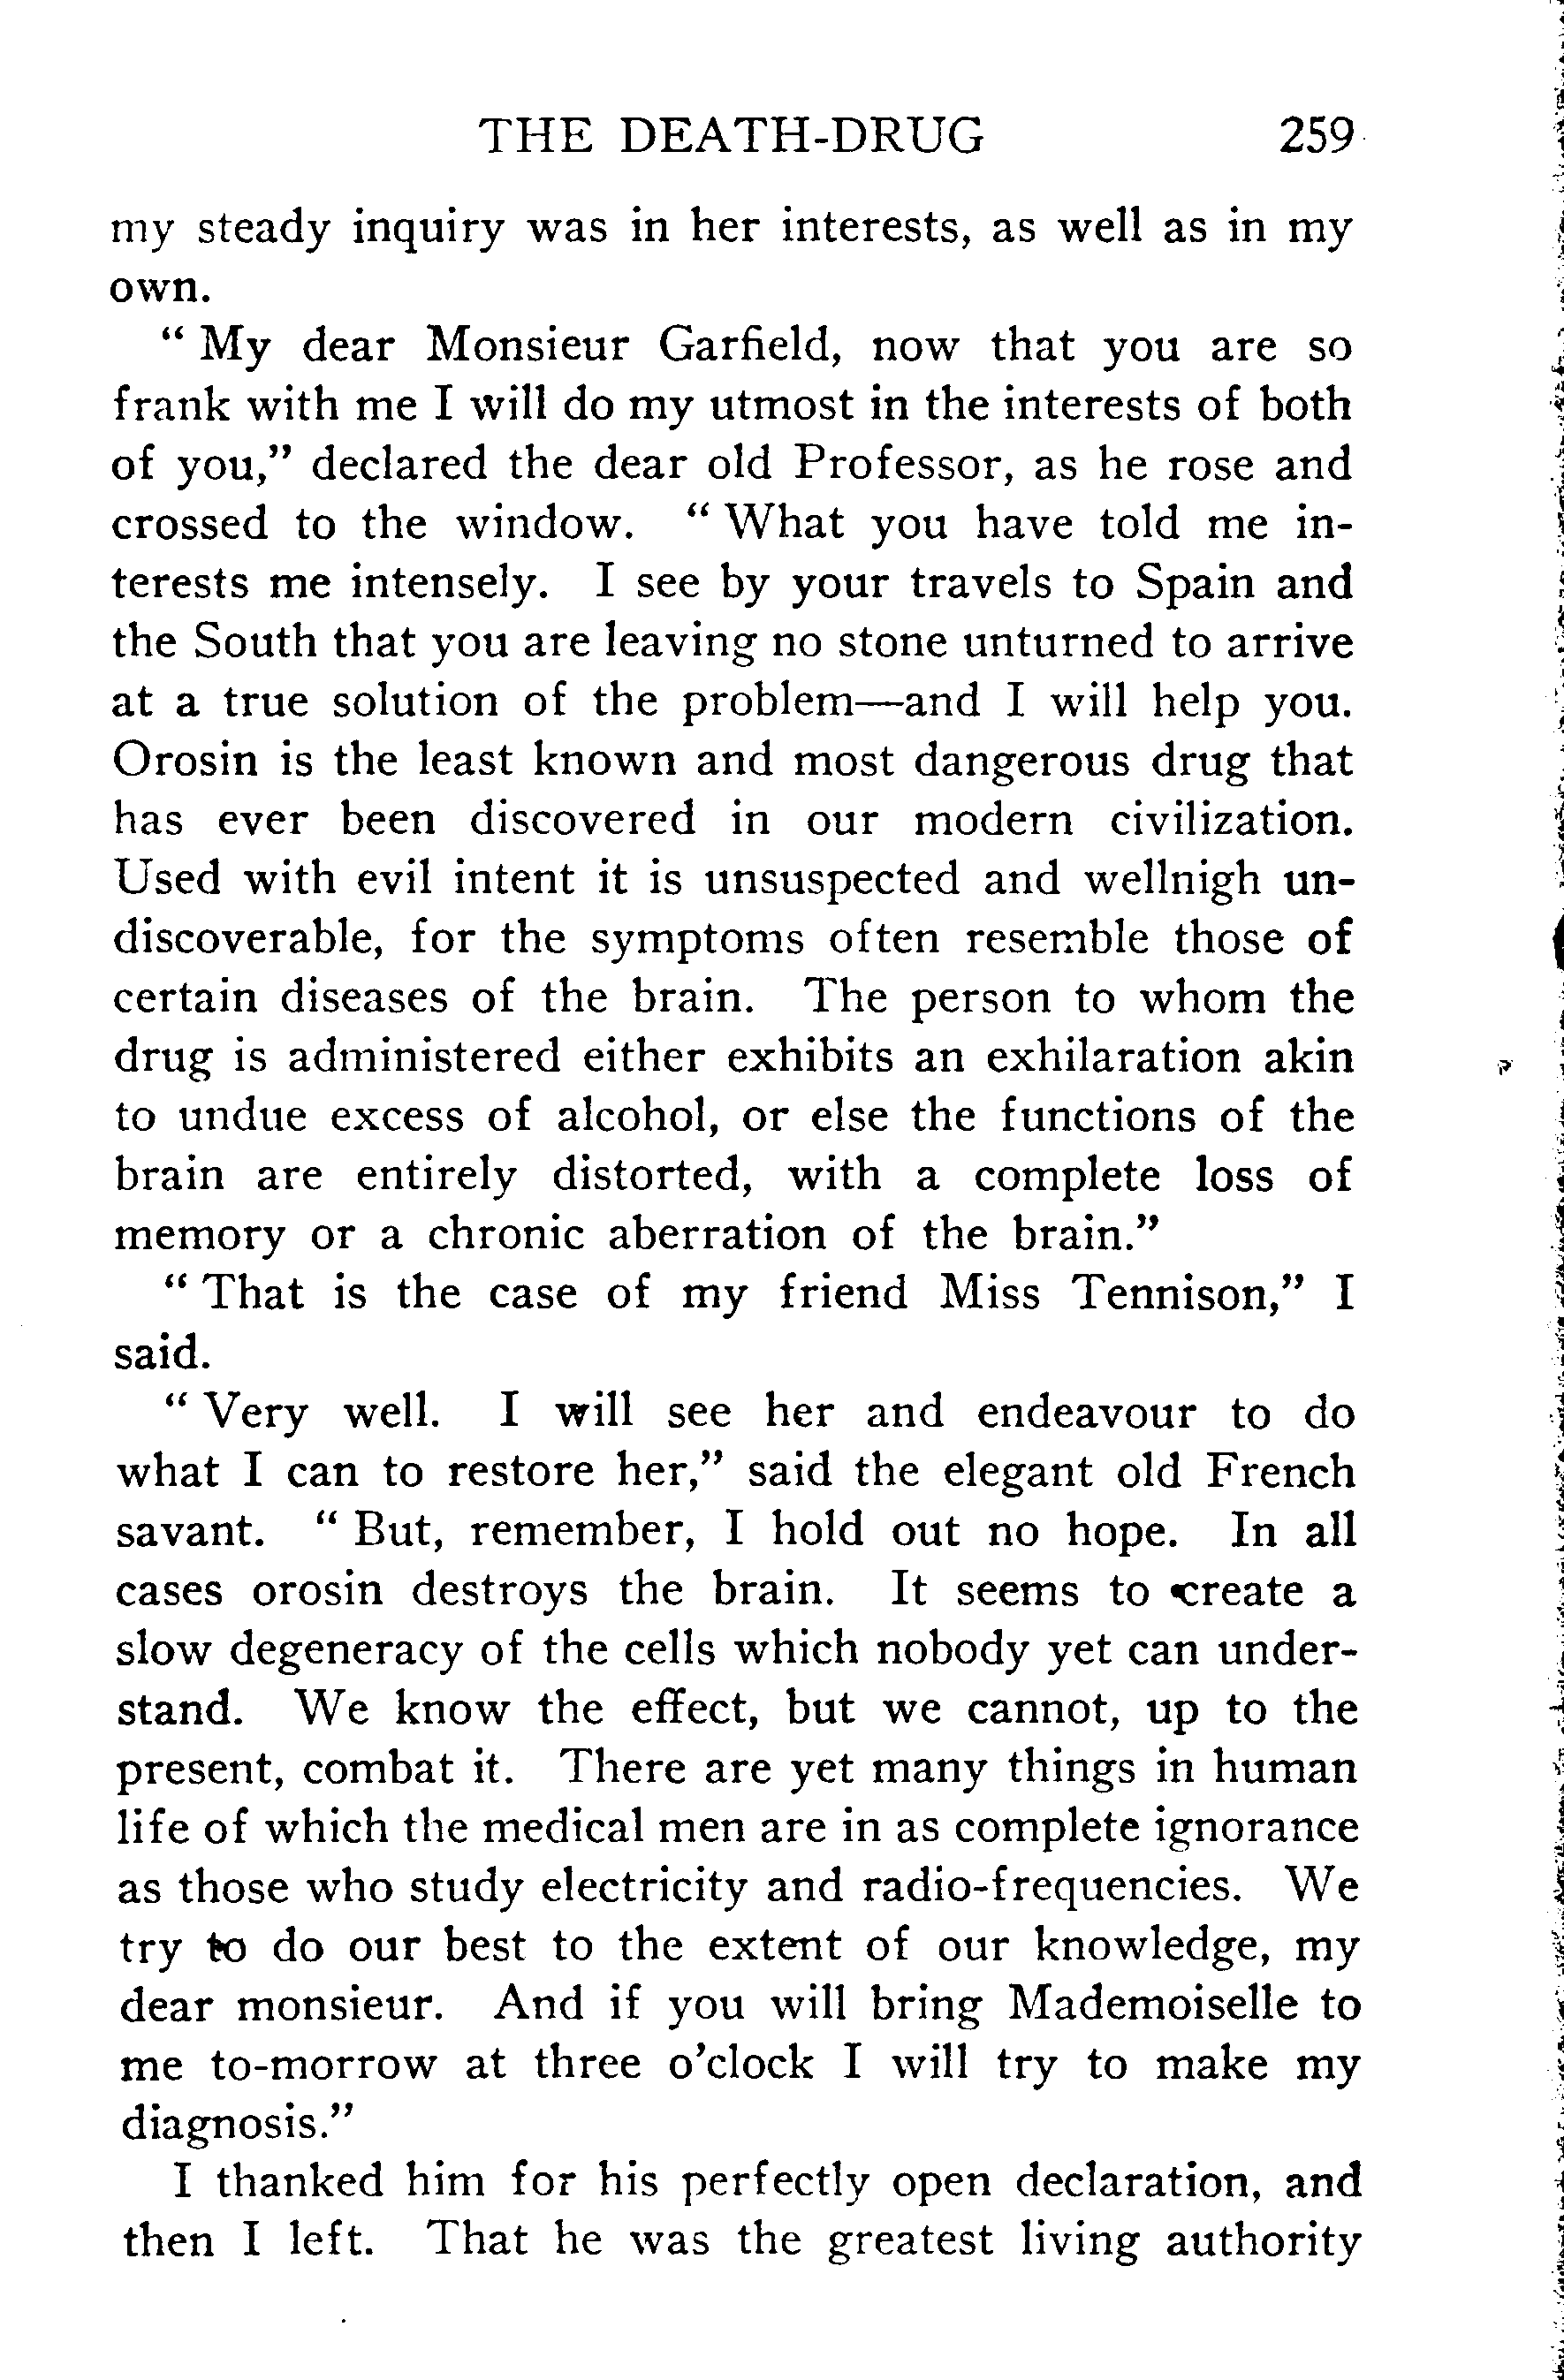 THE DEATH-DRUG 259
my steady inquiry was in her interests, as well as in my
own.
“ My dear Monsieur Garfield, now that you are so
frank with me I will do my utmost in the interests of both
of you,” declared the dear old Professor, as he rose and
crossed to the window. “ What you have told me in-
terests me intensely. I see by your travels to Spain and
the South that you are leaving no stone unturned to arrive
at a true solution of the problem—and I will help you.
Orosin is the least known and most dangerous drug that
has ever been discovered in our modern civilization.
Used with evil intent it is unsuspected and wellnigh un-
discoverable, for the symptoms often resemble those of
certain diseases of the brain. The person to whom the
drug is administered either exhibits an exhilaration akin
to undue excess of alcohol, or else the functions of the
brain are entirely distorted, with a complete loss of
memory or a chronic aberration of the brain.”
“ That is the case of my friend Miss Tennison,” I
said.
“ Very well. I will see her and endeavour to do
what I can to restore her,” said the elegant old French
savant. “ But, remember, I hold out no hope. In all
cases orosin destroys the brain. It seems to create a
slow degeneracy of the cells which nobody yet can under-
stand. We know the effect, but we cannot, up to the
present, combat it. There are yet many things in human
life of which the medical men are in as complete ignorance
as those who study electricity and radio-frequencies. We
try to do our best to the extent of our knowledge, my
dear monsieur. And if you will bring Mademoiselle to
me to-morrow at three o’clock I will try to make my
diagnosis.”
I thanked him for his perfectly open declaration, and
then I left. That he was the greatest living authority